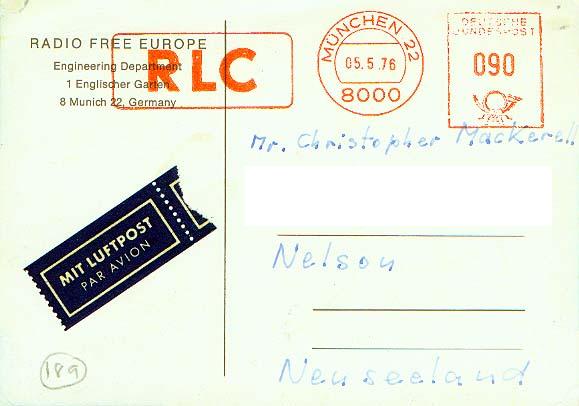 RADIO FREE EUROPE
Engineering Department
1 Englischer Garten
8 Munich 22, Germany
RLC
MÜNCHEN 22
05.5.76
8000
DEUTSCHE
BUNDESPOST
090
Mr. Christopher Mackerell
Nelson
Neuseeland
MIT LUFTPOST
PAR AVION
189